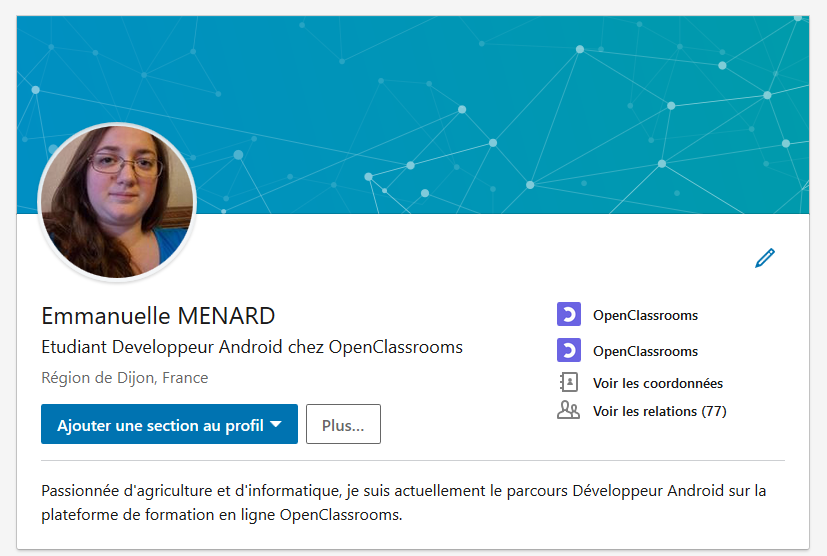 Emmanuelle MENARD
Etudiant Developpeur Android chez OpenClassrooms
Région de Dijon, France
Ajouter une section au profil
Plus...
OpenClassrooms
OpenClassrooms
Voir les coordonnées
Voir les relations (77)
Passionnée d'agriculture et d'informatique, je suis actuellement le parcours Développeur Android sur la
plateforme de formation en ligne OpenClassrooms.